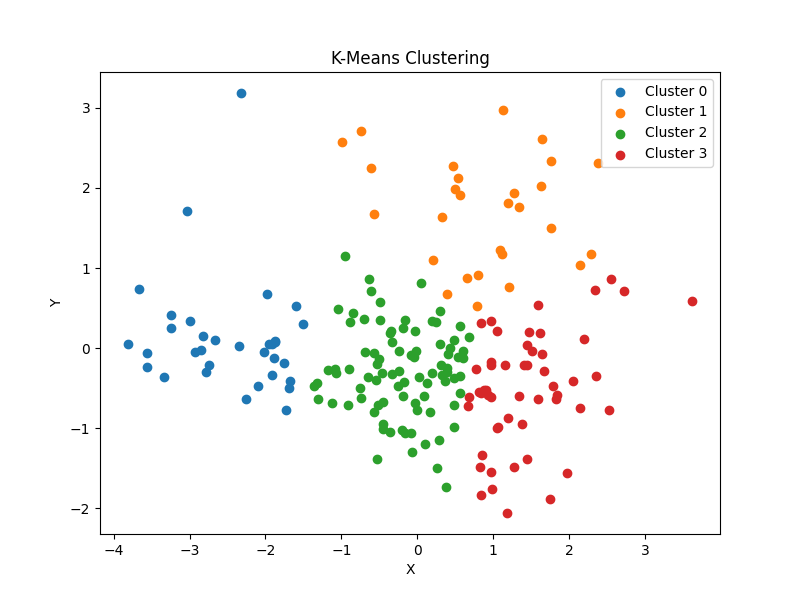 K-Means Clustering
Cluster 0
Cluster 1
Cluster 2
Cluster 3
3
2
1
0
−1
−2
Y
−4
−3
−2
−1
0
1
2
3
X